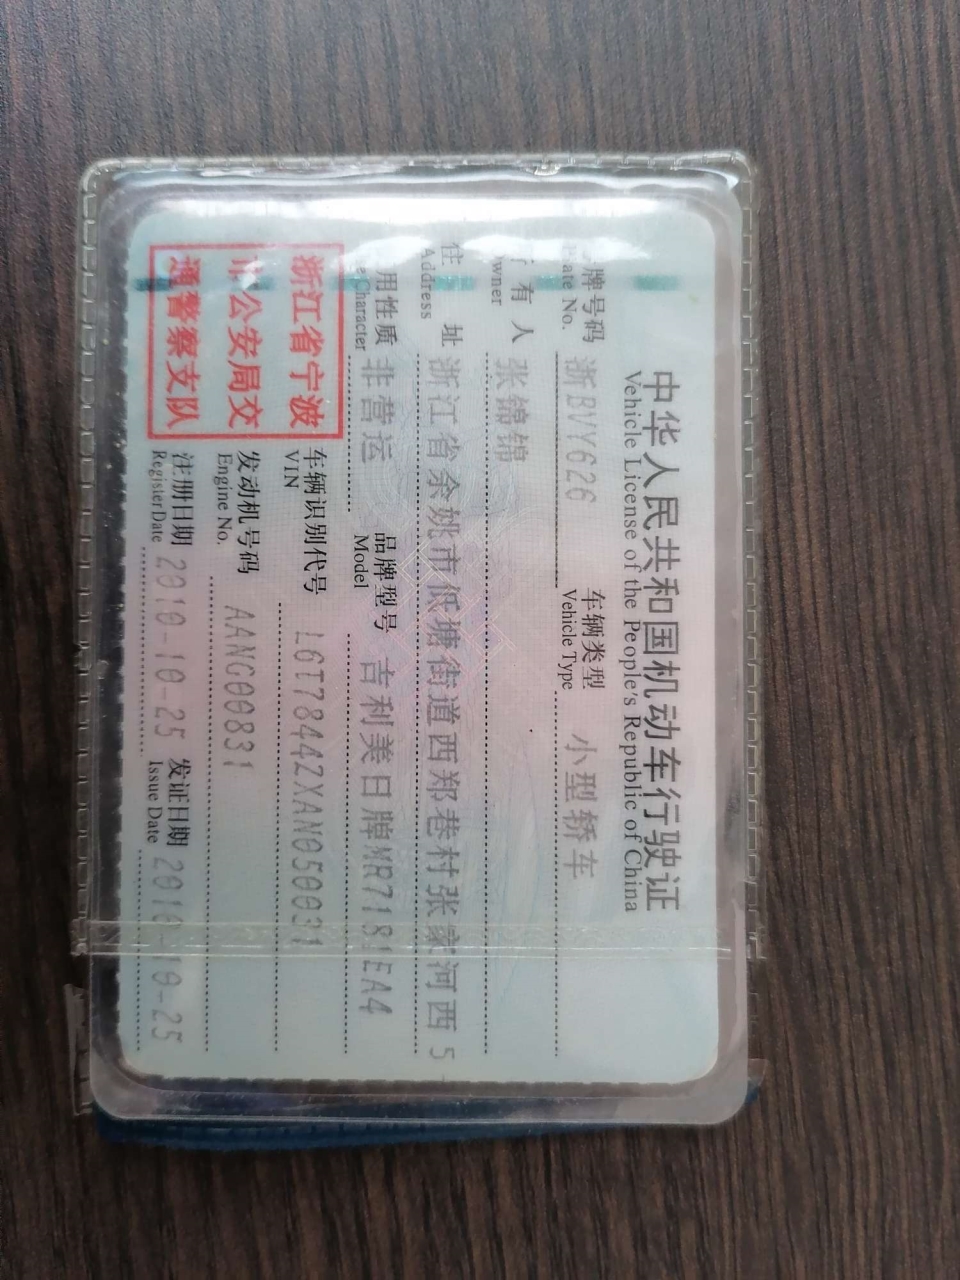 中华人民共和国机动车行驶证
Vehicle License of the People's Republic of China
牌号码 浙BVY626 车辆类型 小型轿车
ate No. Vehicle Type
有人 张锦锦
wner
住址 浙江省余姚市低塘街道西郑巷村张家河西5
Address
用性质 非营运 品牌型号 吉利美日牌MR7181EA4
Character Model
浙江省宁波
市公安局交
通警察支队
车辆识别代号 L6T7844ZXAN050031
VIN
发动机号码 AANG00831
Engine No.
注册日期 2010-10-25 发证日期 2010-10-25
Register Date Issue Date